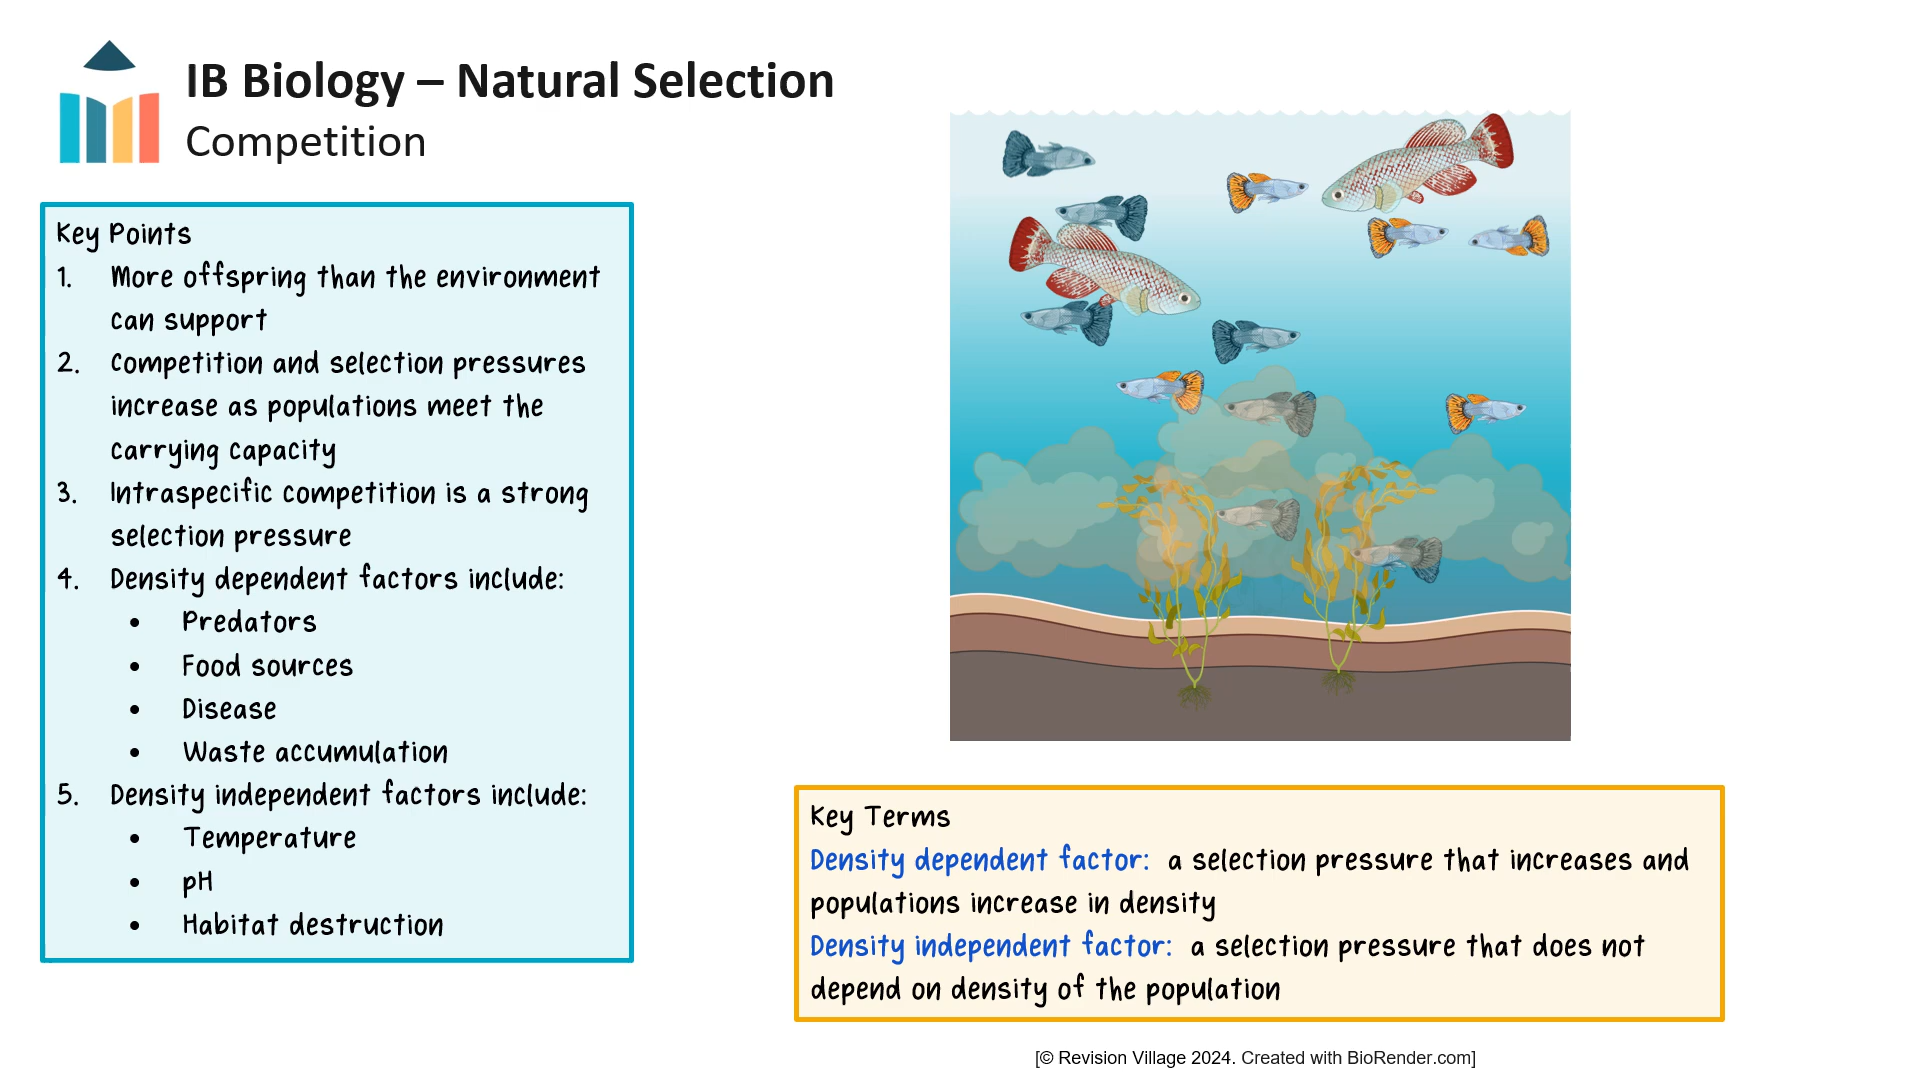 IB Biology – Natural Selection
Competition
Key Points
1. More offspring than the environment
can support
2. Competition and selection pressures
increase as populations meet the
carrying capacity
3. Intraspecific competition is a strong
selection pressure
4. Density dependent factors include:
• Predators
• Food sources
• Disease
• Waste accumulation
5. Density independent factors include:
• Temperature
• pH
• Habitat destruction
Key Terms
Density dependent factor: a selection pressure that increases and
populations increase in density
Density independent factor: a selection pressure that does not
depend on density of the population
[© Revision Village 2024. Created with BioRender.com]